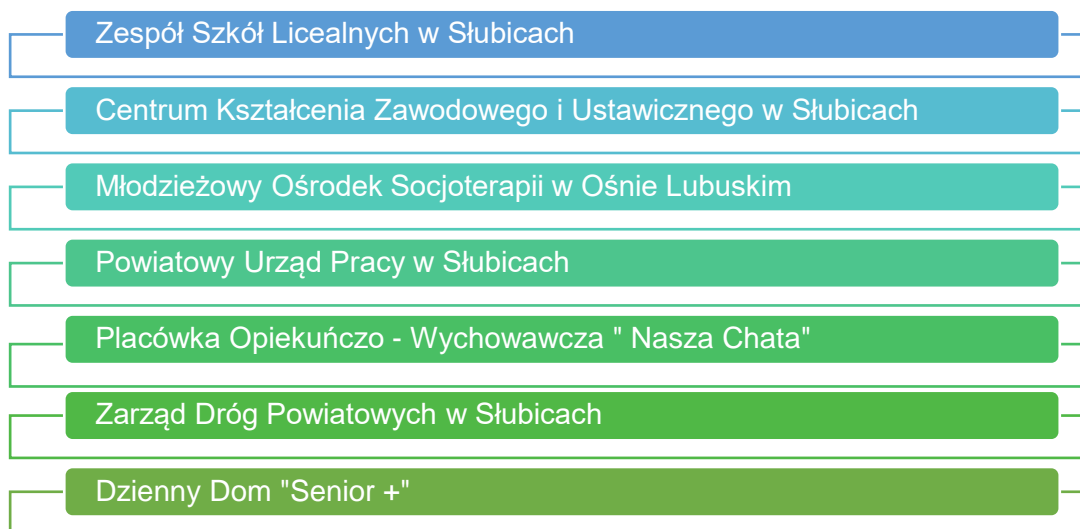 Zespół Szkół Licealnych w Słubicach
Centrum Kształcenia Zawodowego i Ustawicznego w Słubicach
Młodzieżowy Ośrodek Socjoterapii w Ośnie Lubuskim
Powiatowy Urząd Pracy w Słubicach
Placówka Opiekuńczo - Wychowawcza " Nasza Chata"
Zarząd Dróg Powiatowych w Słubicach
Dzienny Dom "Senior +"